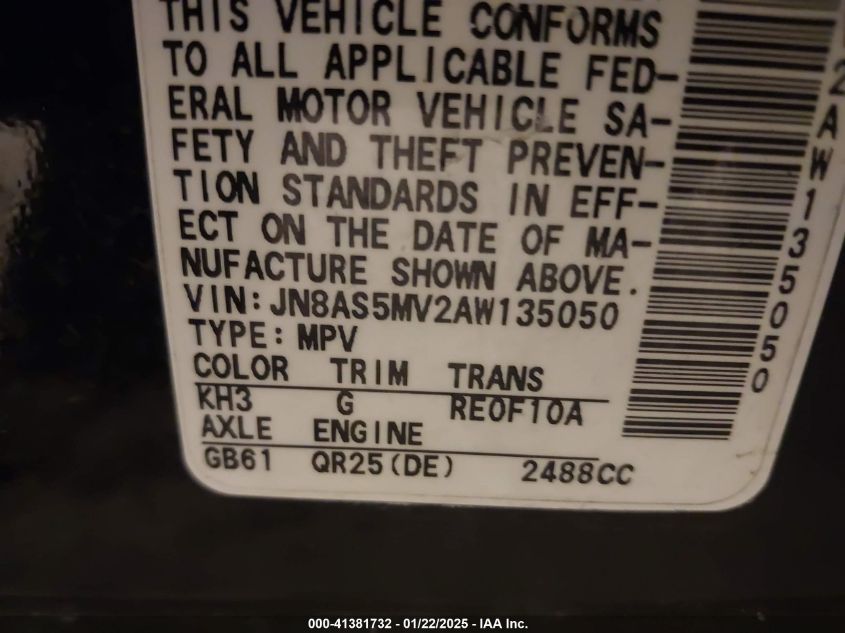 THIS VEHICLE CONFORMS
TO ALL APPLICABLE FED-
ERAL MOTOR VEHICLE SA-
FETY AND THEFT PREVEN-
TION STANDARDS IN EFF-
ECT ON THE DATE OF MA-
NUFACTURE SHOWN ABOVE.
VIN:JN8AS5MV2AW135050
TYPE:MPV
COLOR TRIM TRANS
KH3 G RE0F10A
AXLE ENGINE
GB61 QR25(DE) 2488CC
2AW135050
000-41381732 - 01/22/2025 - IAA Inc.